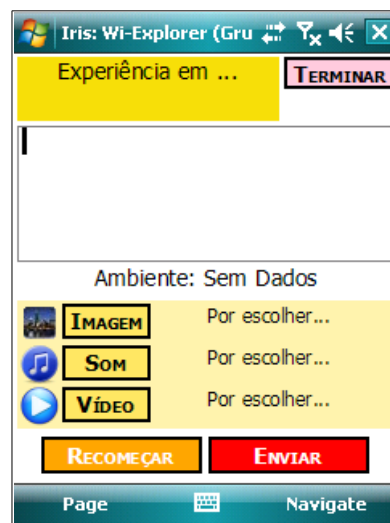 Iris: Wi-Explorer (Gru
Experiência em ...
TERMINAR
Ambiente: Sem Dados
IMAGEM Por escolher...
SOM Por escolher...
VÍDEO Por escolher...
RECOMEÇAR ENVIAR
Page Navigate